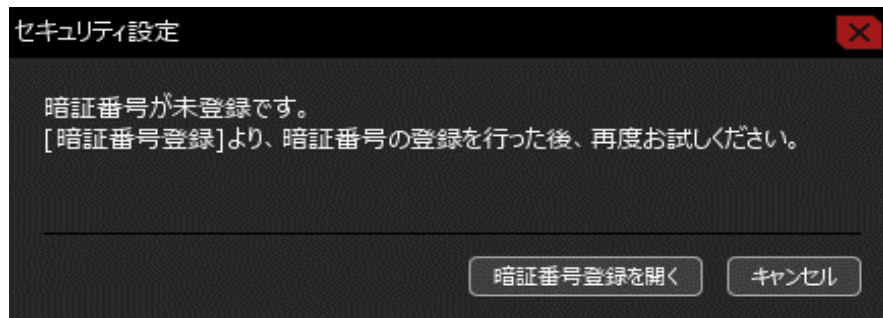 セキュリティ設定
暗証番号が未登録です。
[暗証番号登録]より、暗証番号の登録を行った後、再度お試しください。
暗証番号登録を開く
キャンセル